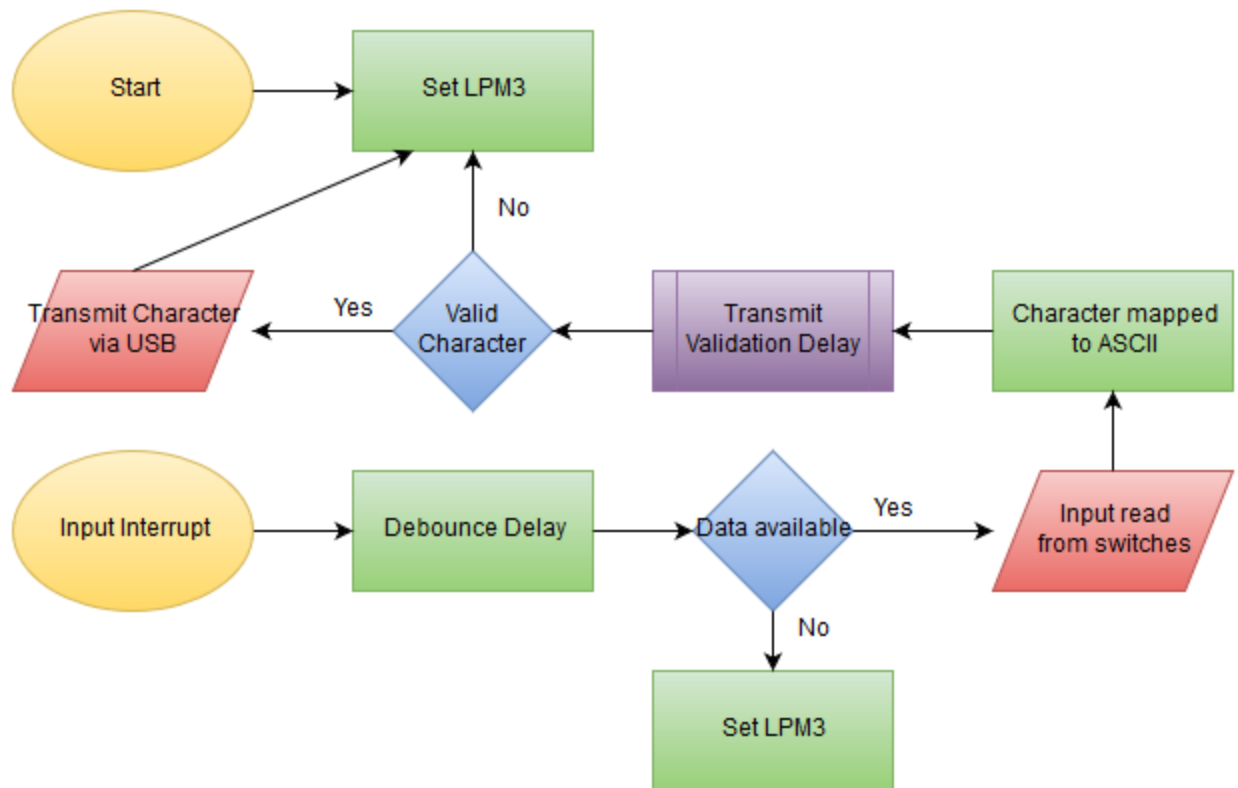 Start
Set LPM3
No
Transmit Character
via USB
Yes
Valid
Character
Transmit
Validation Delay
Character mapped
to ASCII
Input Interrupt
Debounce Delay
Data available
Yes
Input read
from switches
No
Set LPM3